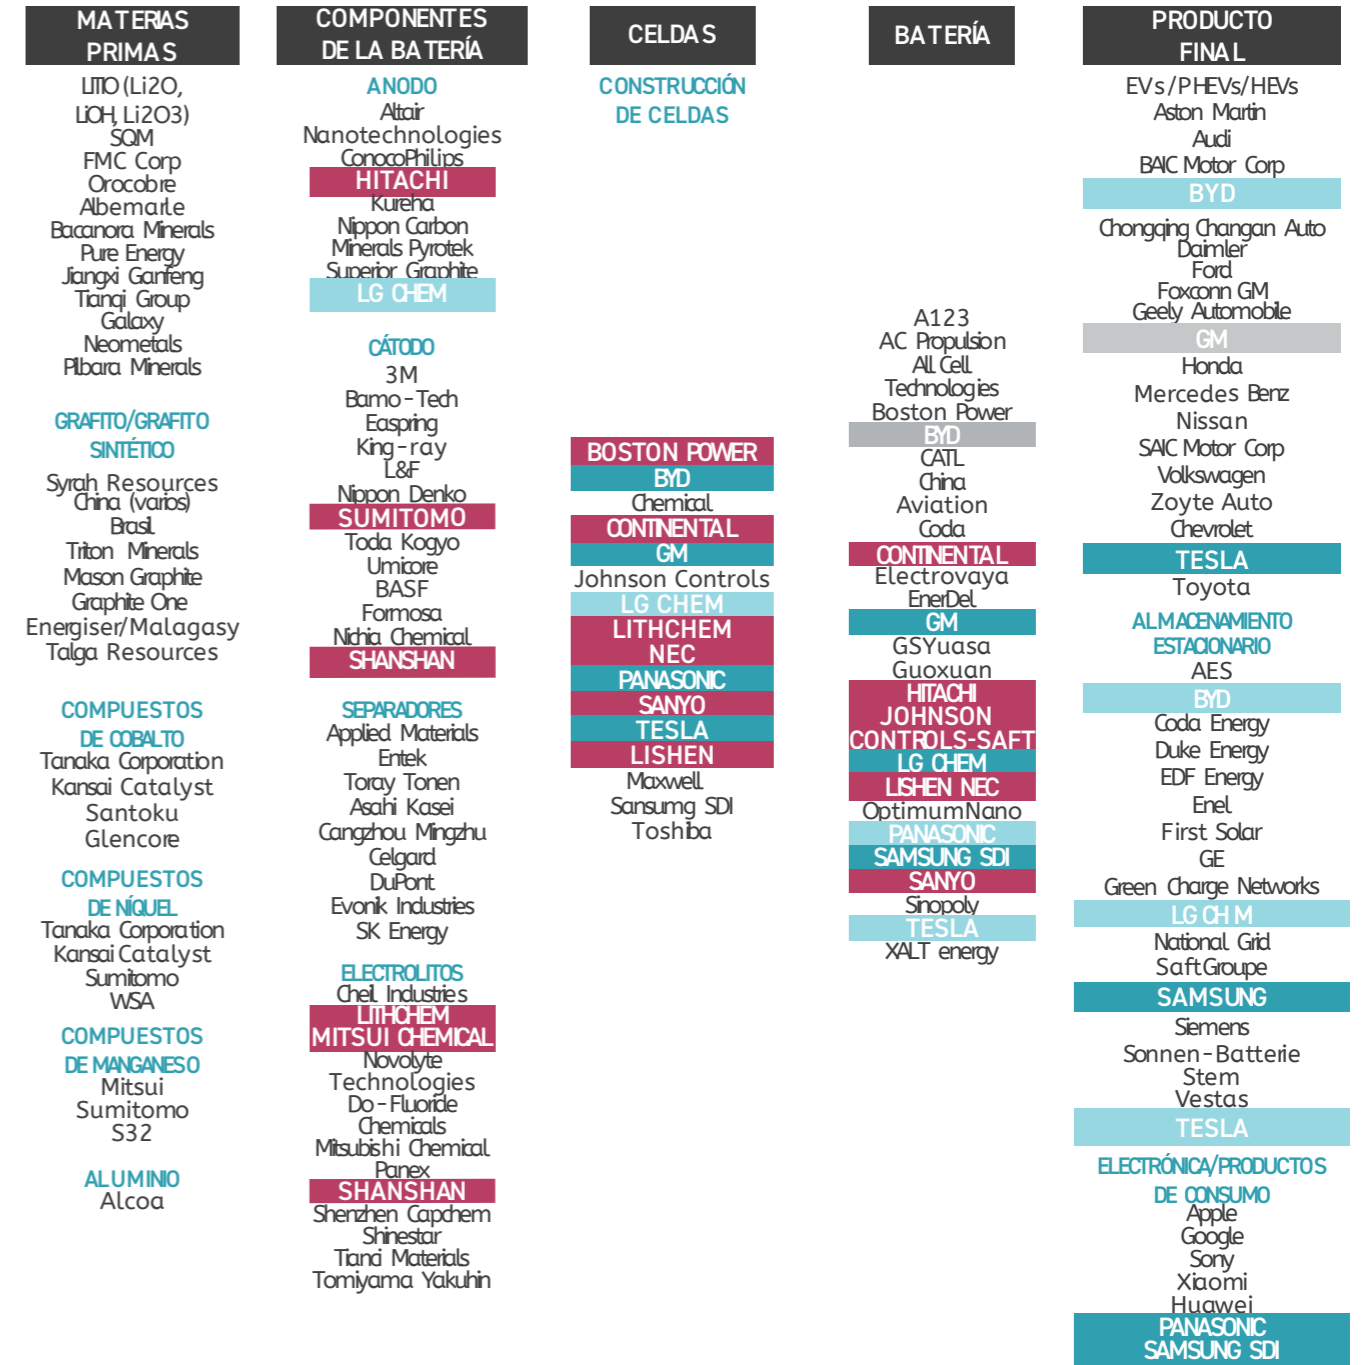 MATERIAS
PRIMAS
LITIO (Li2O,
LiOH, Li2O3)
SQM
FMC Corp
Orocobre
Albemarle
Bacanora Minerals
Pure Energy
Jiangxi Ganfeng
Tianqi Group
Galaxy
Neometals
Pilbara Minerals
GRAFITO/GRAFITO
SINTÉTICO
Syrah Resources
China (varios)
Brasil
Triton Minerals
Mason Graphite
Graphite One
Energiser/Malagasy
Talga Resources
COMPUESTOS
DE COBALTO
Tanaka Corporation
Kansai Catalyst
Santoku
Glencore
COMPUESTOS
DE NÍQUEL
Tanaka Corporation
Kansai Catalyst
Sumitomo
WSA
COMPUESTOS
DE MANGANESO
Mitsui
Sumitomo
S32
ALUMINIO
Alcoa
COMPONENTES
DE LA BATERÍA
ANODO
Altair
Nanotechnologies
ConocoPhilips
HITACHI
Kureha
Nippon Carbon
Minerals Pyrotek
Superior Graphite
LG CHEM
CÁTODO
3M
Bamo-Tech
Easpring
King-ray
L&F
Nippon Denko
SUMITOMO
Toda Kogyo
Umicore
BASF
Formosa
Nichia Chemical
SHANSHAN
SEPARADORES
Applied Materials
Entek
Toray Tonen
Asahi Kasei
Cangzhou Mingzhu
Celgard
DuPont
Evonik Industries
SK Energy
ELECTROLITOS
Cheil Industries
LITHCHEM
MITSUI CHEMICAL
Novolyte
Technologies
Do-Fluoride
Chemicals
Mitsubishi Chemical
Panex
SHANSHAN
Shenzhen Capchem
Shinestar
Tianci Materials
Tomiyama Yakuhin
CELDAS
CONSTRUCCIÓN
DE CELDAS
BOSTON POWER
BYD
Chemical
CONTINENTAL
GM
Johnson Controls
LG CHEM
LITHCHEM
NEC
PANASONIC
SANYO
TESLA
LISHEN
Maxwell
Sansumg SDI
Toshiba
BATERÍA
A123
AC Propulsion
All Cell
Technologies
Boston Power
BYD
CATL
China
Aviation
Coda
CONTINENTAL
Electrovaya
EnerDel
GM
GSYuasa
Guoxuan
HITACHI
JOHNSON
CONTROLS-SAFT
LG CHEM
LISHEN NEC
OptimumNano
PANASONIC
SAMSUNG SDI
SANYO
Sinopoly
TESLA
XALT energy
PRODUCTO
FINAL
EVs/PHEVs/HEVs
Aston Martin
Audi
BAIC Motor Corp
BYD
Chongqing Changan Auto
Daimler
Ford
Foxconn GM
Geely Automobile
GM
Honda
Mercedes Benz
Nissan
SAIC Motor Corp
Volkswagen
Zoyte Auto
Chevrolet
TESLA
Toyota
ALMACENAMIENTO
ESTACIONARIO
AES
BYD
Coda Energy
Duke Energy
EDF Energy
Enel
First Solar
GE
Green Charge Networks
LG CH M
National Grid
SaftGroupe
SAMSUNG
Siemens
Sonnen-Batterie
Stem
Vestas
TESLA
ELECTRÓNICA/PRODUCTOS
DE CONSUMO
Apple
Google
Sony
Xiaomi
Huawei
PANASONIC
SAMSUNG SDI